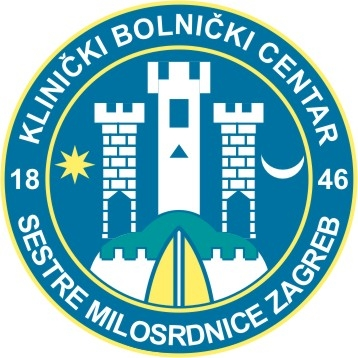 KLINIČKI BOLNIČKI CENTAR
18 46
SESTRE MILOSRDNICE ZAGREB